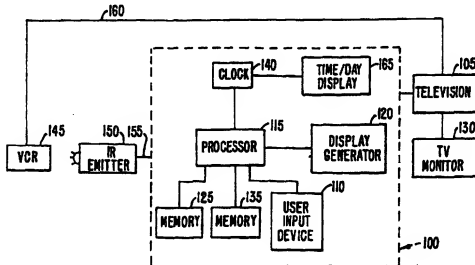 160
140
CLOCK
165
TIME/DAY
DISPLAY
105
TELEVISION
145
VCR
150
IR
EMITTER
155
115
PROCESSOR
120
DISPLAY
GENERATOR
130
TV
MONITOR
125
MEMORY
135
MEMORY
110
USER
INPUT
DEVICE
100